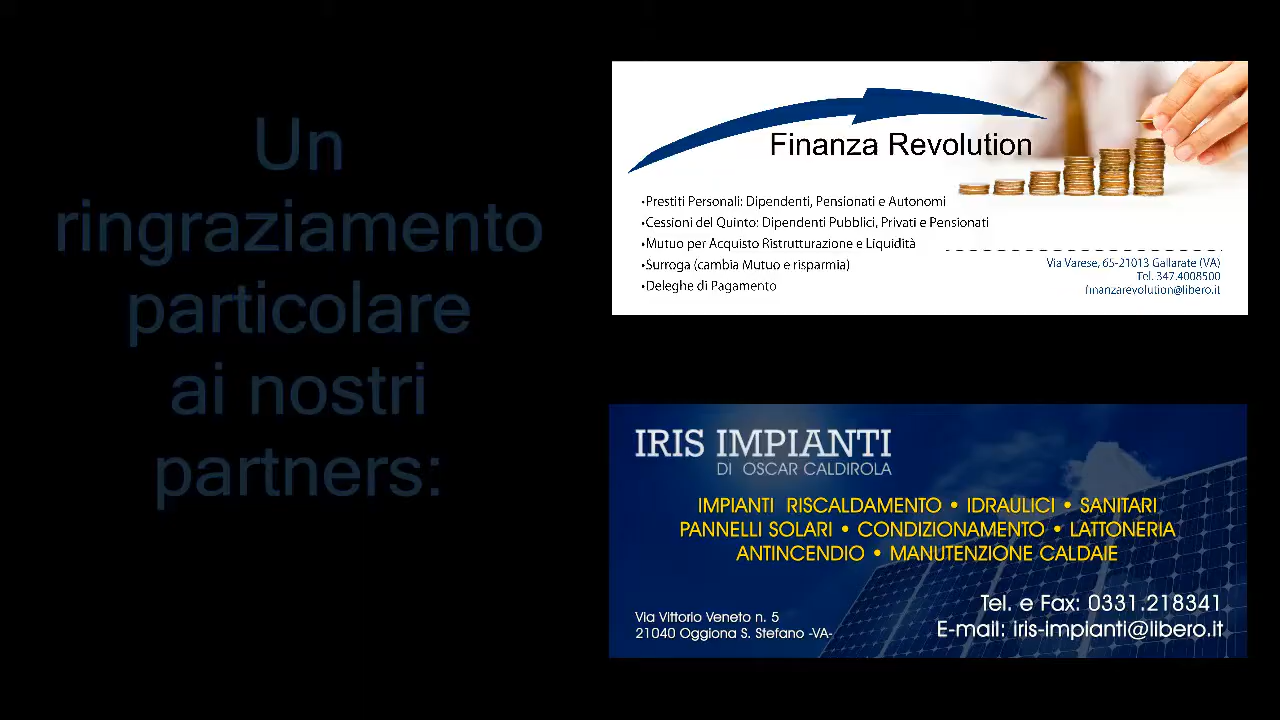 Un
ringraziamento
particolare
ai nostri
partners:
Finanza Revolution
•Prestiti Personali: Dipendenti, Pensionati e Autonomi
•Cessioni del Quinto: Dipendenti Pubblici, Privati e Pensionati
•Mutuo per Acquisto Ristrutturazione e Liquidità
•Surroga (cambia Mutuo e risparmia)
•Deleghe di Pagamento
Via Varese, 65-21013 Gallarate (VA)
Tel. 347.4008500
finanzarevolution@libero.it
IRIS IMPIANTI
DI OSCAR CALDIROLA
IMPIANTI RISCALDAMENTO • IDRAULICI • SANITARI
PANNELLI SOLARI • CONDIZIONAMENTO • LATTONERIA
ANTINCENDIO • MANUTENZIONE CALDAIE
Via Vittorio Veneto n. 5
21040 Oggiona S. Stefano -VA-
Tel. e Fax: 0331.218341
E-mail: iris-impianti@libero.it